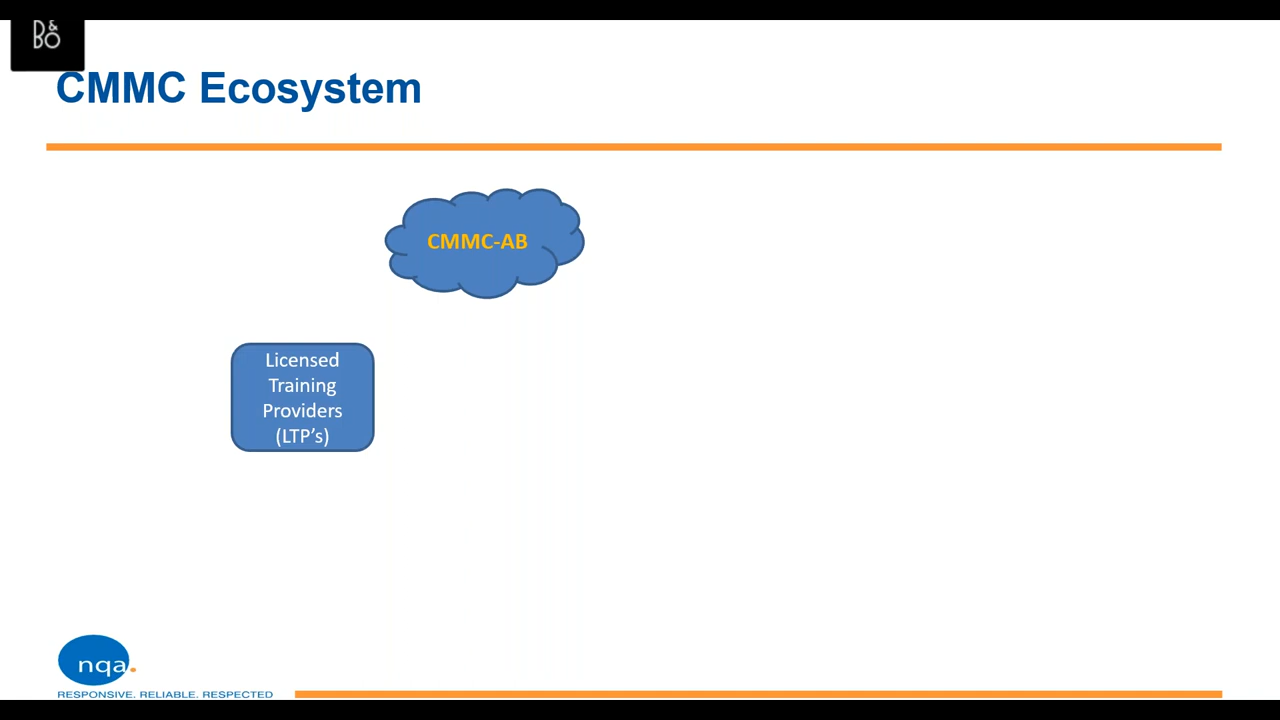 B&O
CMMC Ecosystem
CMMC-AB
Licensed
Training
Providers
(LTP’s)
nqa.
RESPONSIVE. RELIABLE. RESPECTED